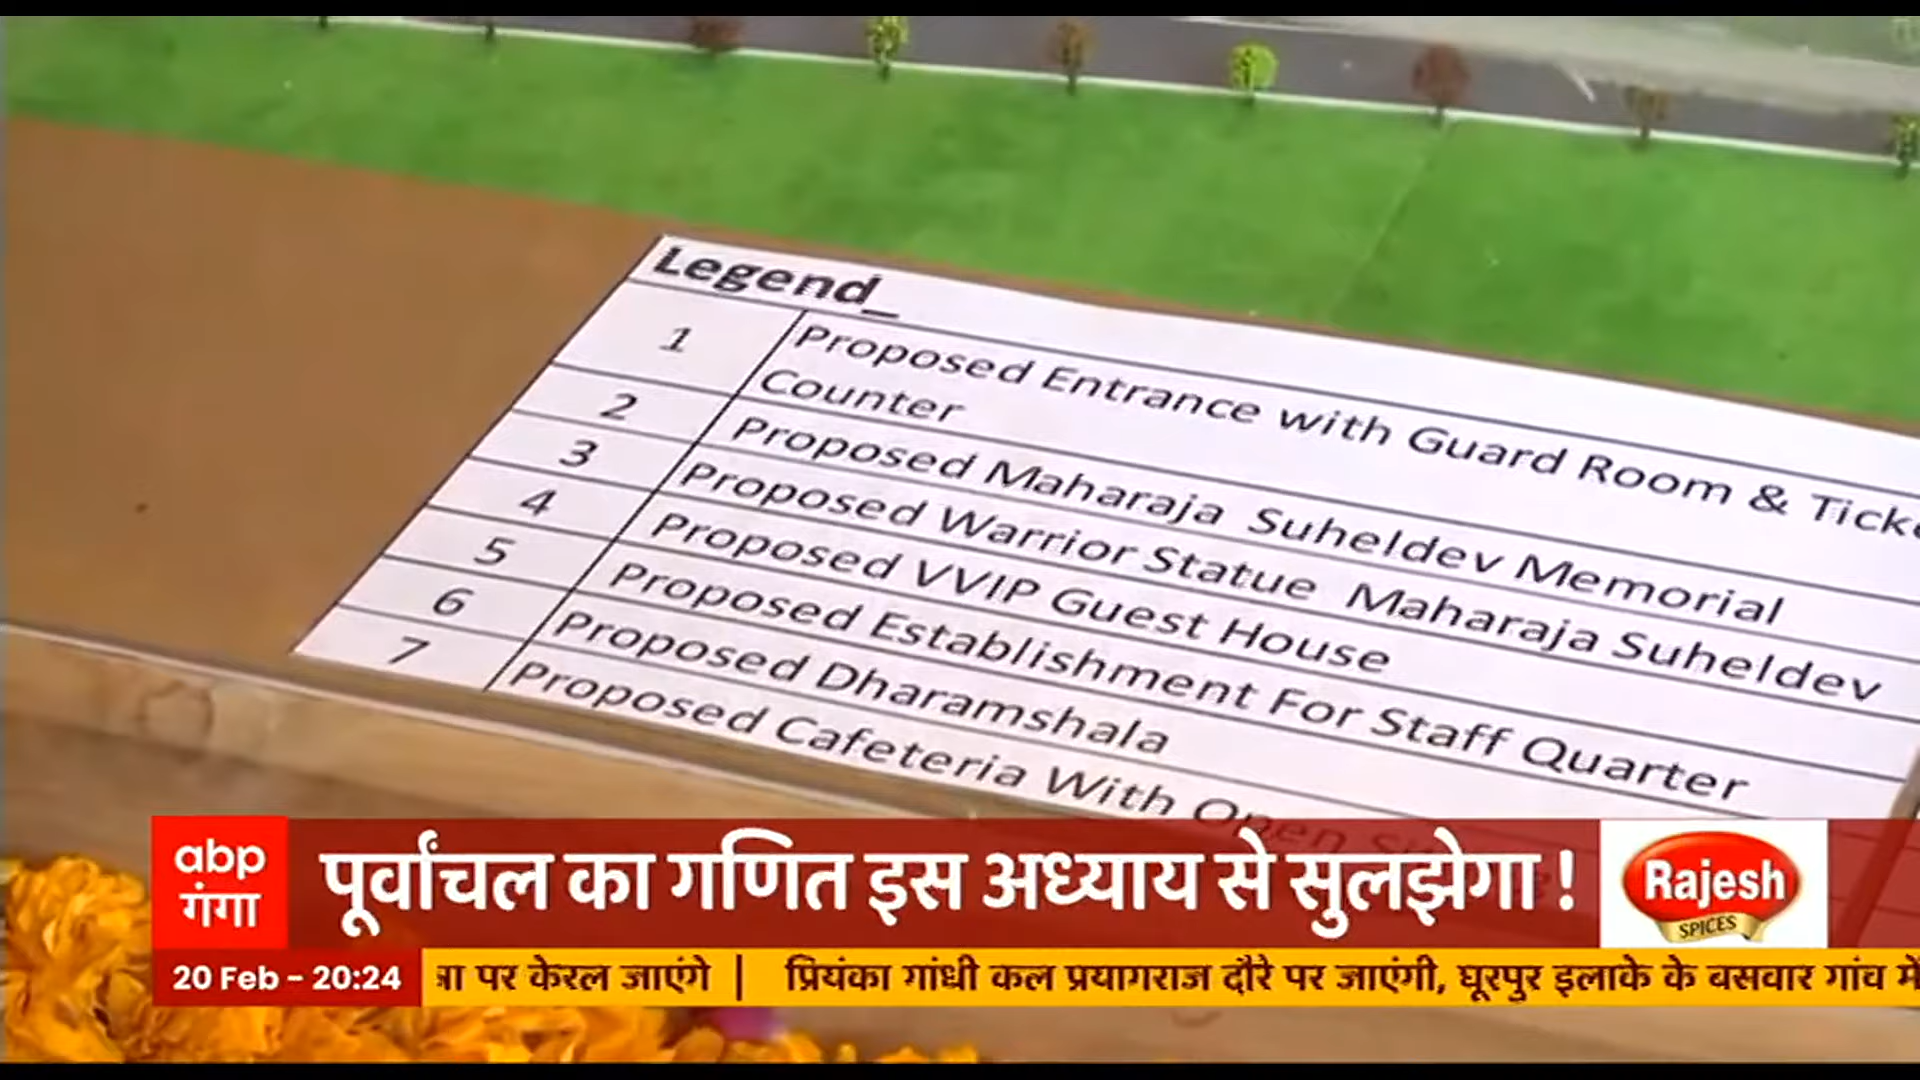 Legend_
1 Proposed Entrance with Guard Room &
Counter
2 Proposed Maharaja Suheldev Memorial
3 Proposed Warrior Statue Maharaja Suheldev
4 Proposed VVIP Guest House
5 Proposed Establishment For Staff Quarter
6 Proposed Dharamshala
7 Proposed Cafeteria With Open
abp
गंगा
पूर्वांचल का गणित इस अध्याय से सुलझेगा !
Rajesh
SPICES
20 Feb - 20:24
पर केरल जाएंगे | प्रियंका गांधी कल प्रयागराज दौरे पर जाएंगी, घूरपुर इलाके के बसवार गांव में